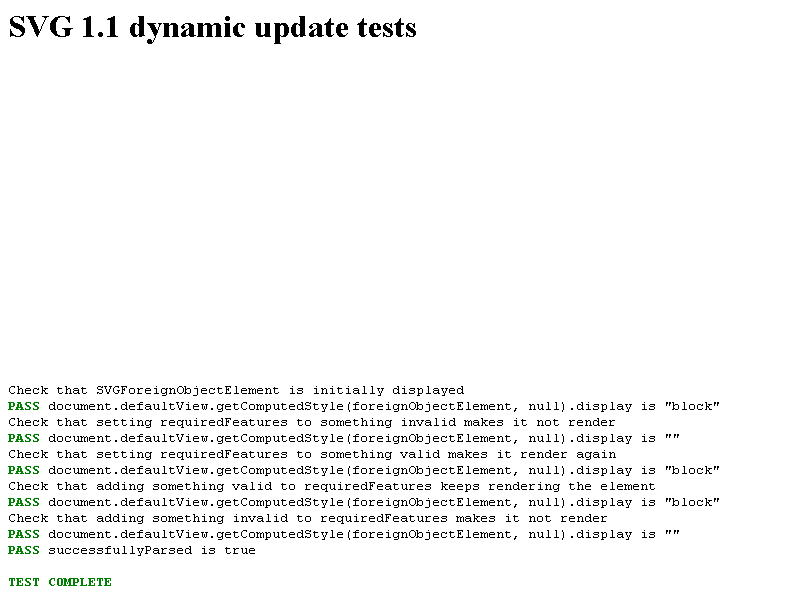 SVG 1.1 dynamic update tests
Check that SVGForeignObjectElement is initially displayed
PASS document.defaultView.getComputedStyle(foreignObjectElement, null).display is "block"
Check that setting requiredFeatures to something invalid makes it not render
PASS document.defaultView.getComputedStyle(foreignObjectElement, null).display is ""
Check that setting requiredFeatures to something valid makes it render again
PASS document.defaultView.getComputedStyle(foreignObjectElement, null).display is "block"
Check that adding something valid to requiredFeatures keeps rendering the element
PASS document.defaultView.getComputedStyle(foreignObjectElement, null).display is "block"
Check that adding something invalid to requiredFeatures makes it not render
PASS document.defaultView.getComputedStyle(foreignObjectElement, null).display is ""
PASS successfullyParsed is true
TEST COMPLETE